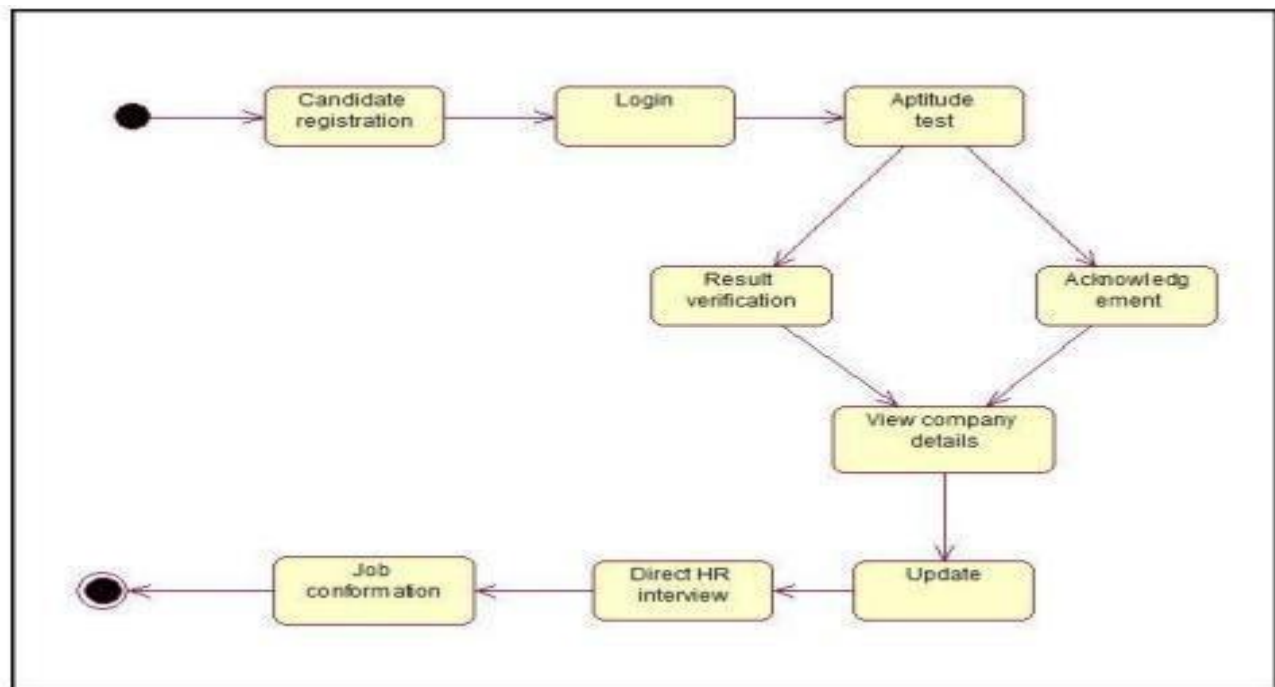 Candidate
registration
Login
Aptitude
test
Result
verification
Acknowledg
ement
View company
details
Update
Direct HR
interview
Job
conformation